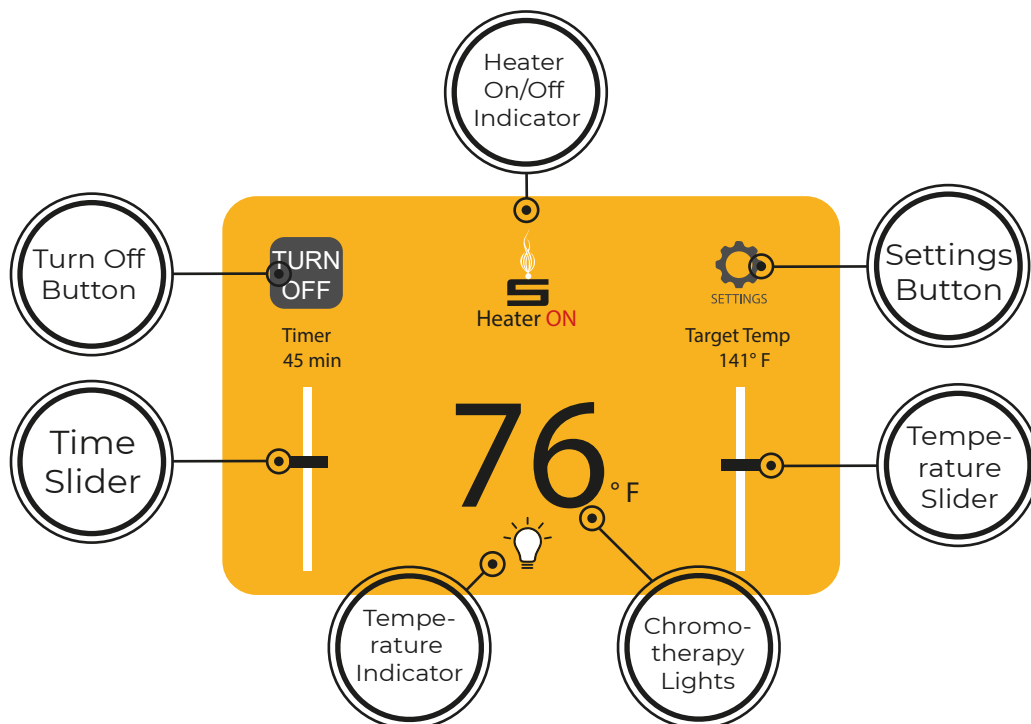 Heater
On/Off
Indicator
Turn Off
Button
TURN
OFF
Heater ON
SETTINGS
Settings
Button
Timer
45 min
Target Temp
141° F
Time
Slider
76 ° F
Tempe-
rature
Slider
Tempe-
rature
Indicator
Chromo-
therapy
Lights